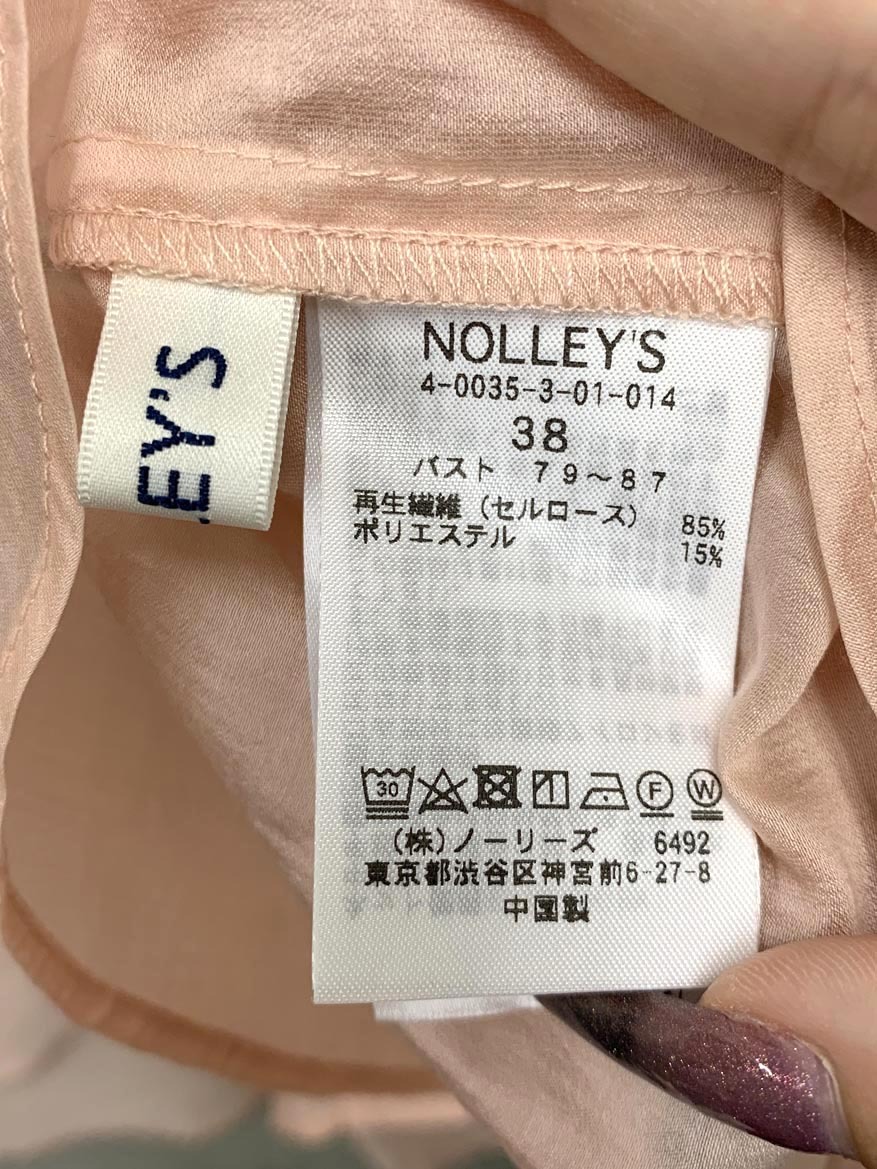 EY'S
NOLLEY'S
4-0035-3-01-014
38
バスト 79～87
再生繊維（セルローズ） 85%
ポリエステル 15%
30
F
W
（株）ノーリーズ 6492
東京都渋谷区神宮前6-27-8
中国製